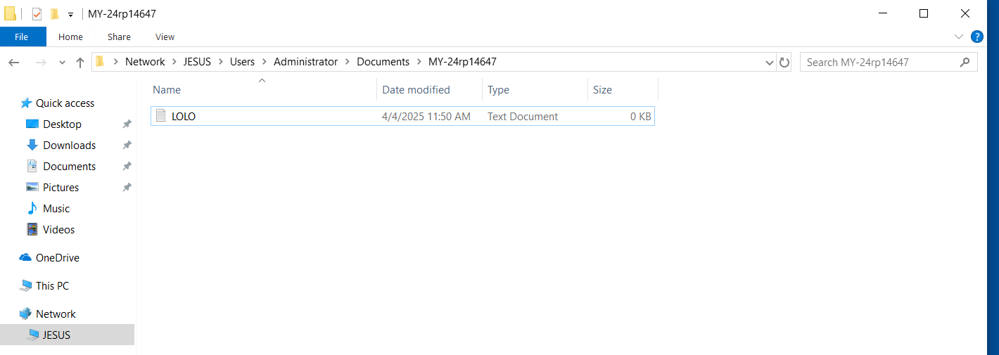 MY-24rp14647
File Home Share View
Network > JESUS > Users > Administrator > Documents > MY-24rp14647 Search MY-24rp14647
Name Date modified Type Size
LOLO 4/4/2025 11:50 AM Text Document 0 KB
Quick access
Desktop
Downloads
Documents
Pictures
Music
Videos
OneDrive
This PC
Network
JESUS